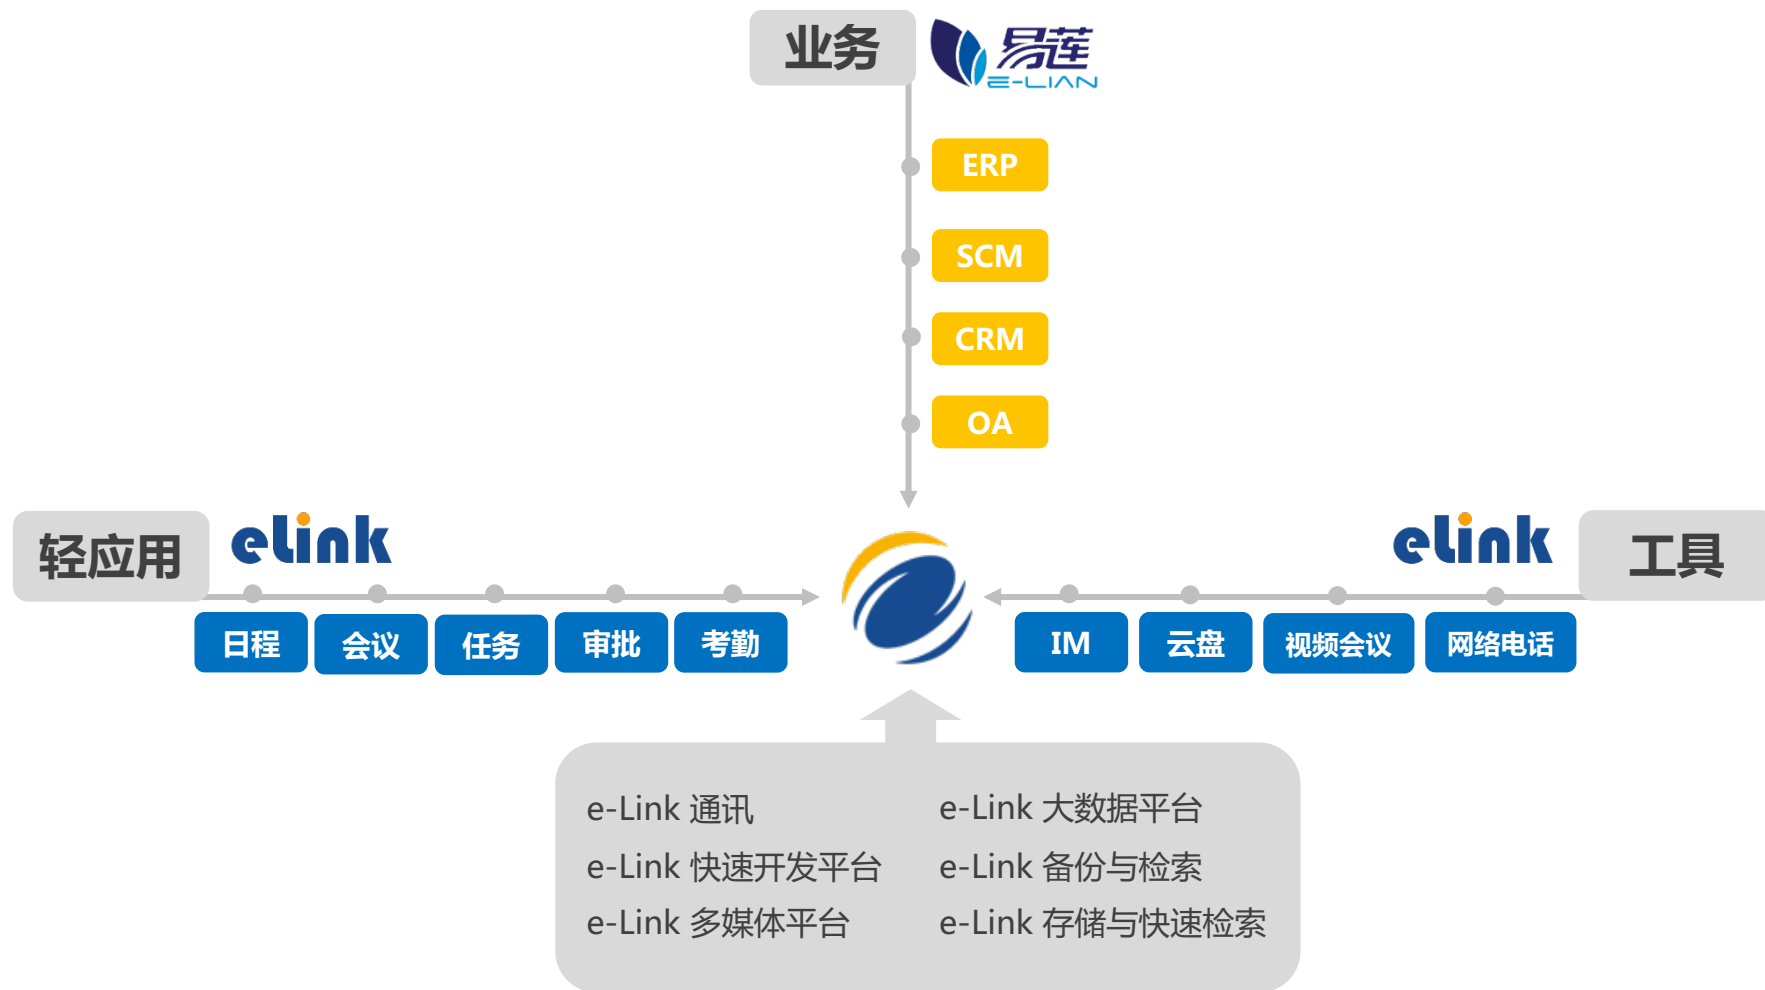 业务
易莲
E-LIAN
ERP
SCM
CRM
OA
轻应用
eLink
日程
会议
任务
审批
考勤
eLink
工具
IM
云盘
视频会议
网络电话
e-Link 通讯
e-Link 快速开发平台
e-Link 多媒体平台
e-Link 大数据平台
e-Link 备份与检索
e-Link 存储与快速检索